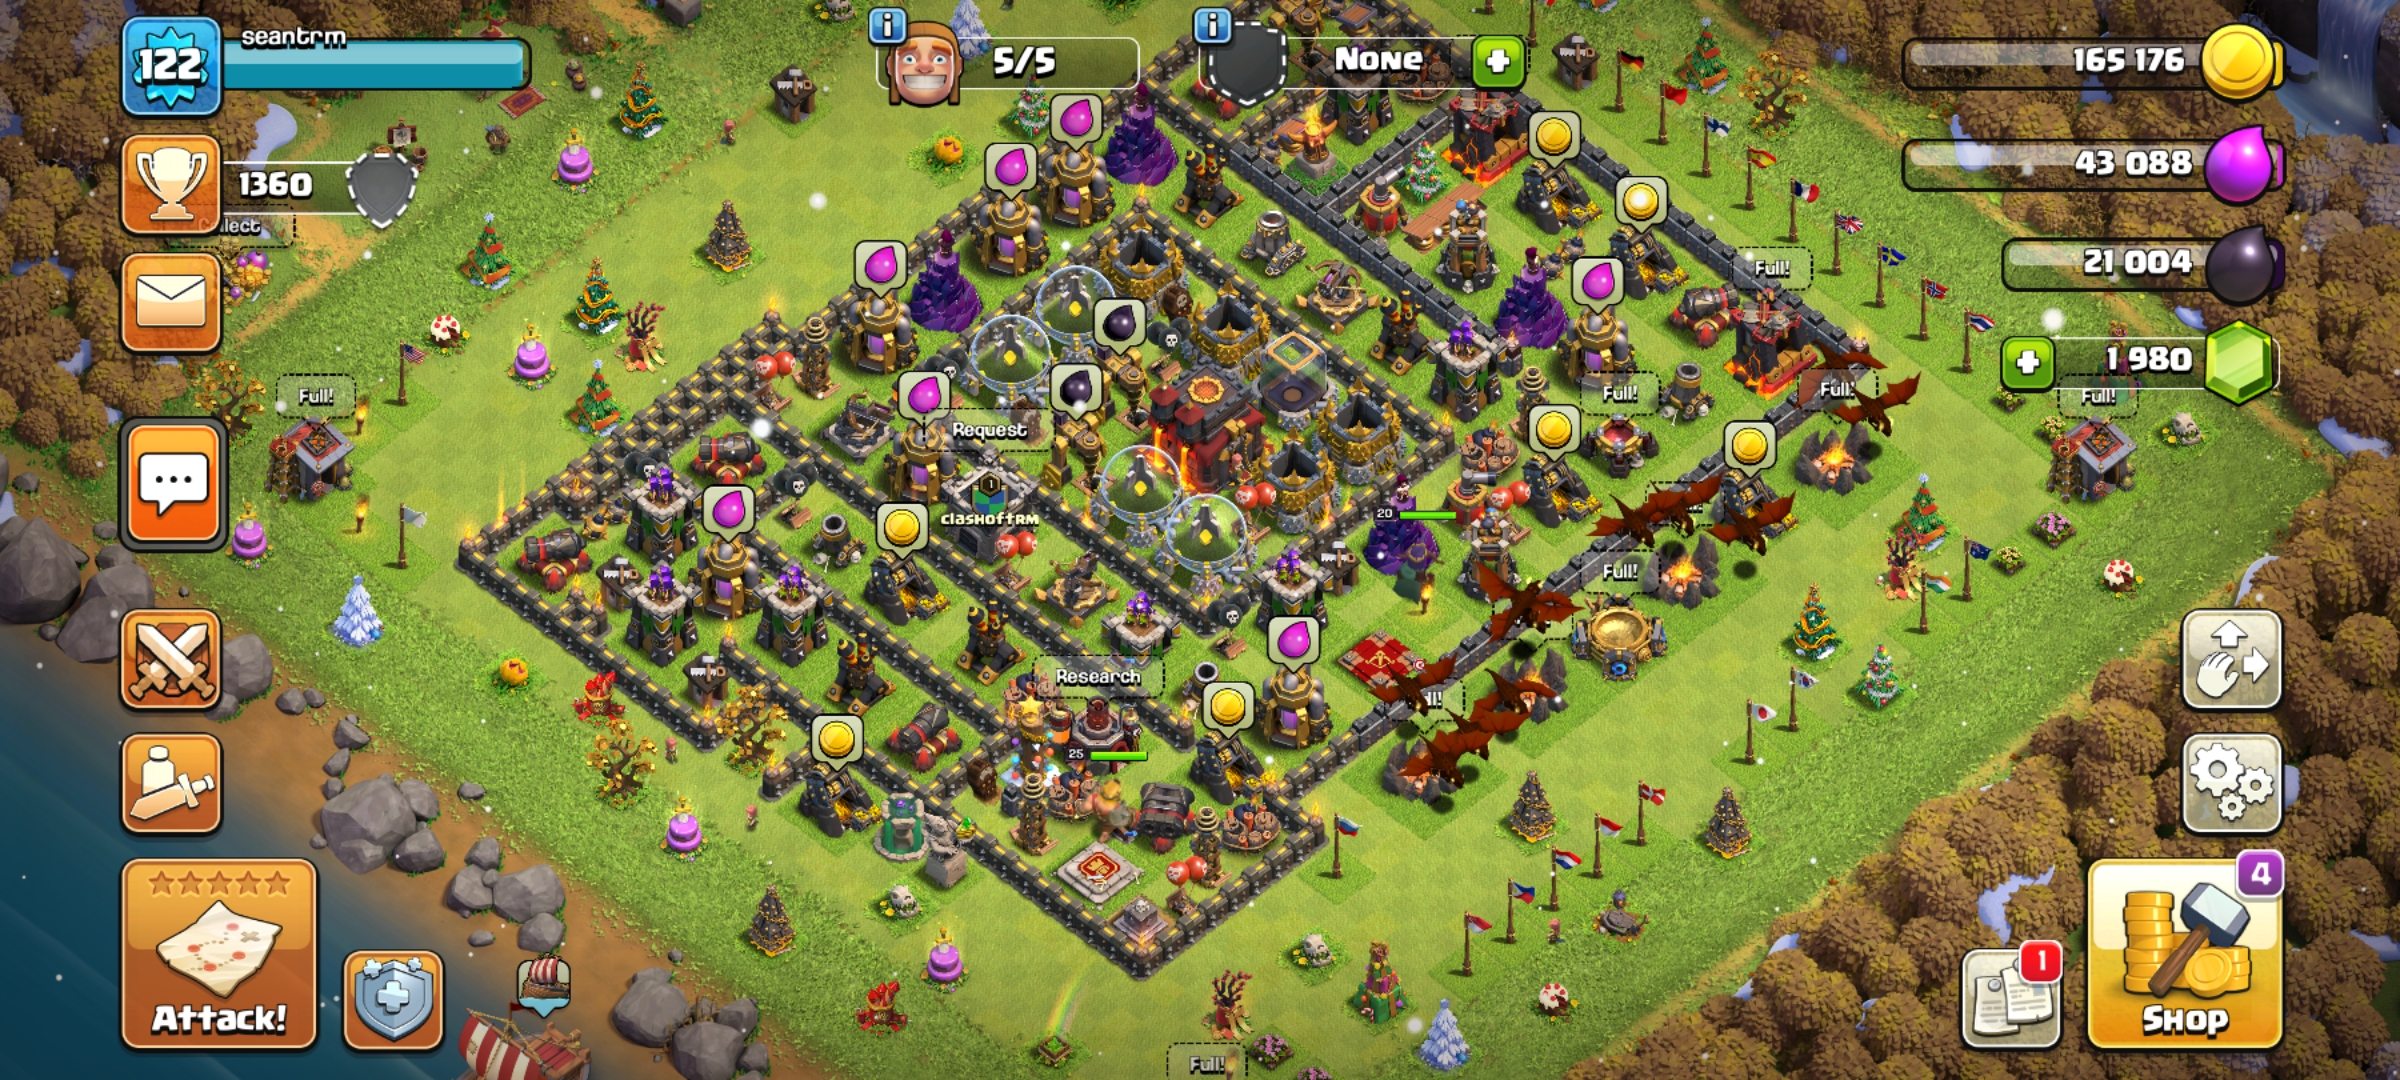 122
seantrm
5/5
None
165 176
1360
43 088
Full!
21 004
1 980
Full!
Full!
Full!
Full!
Request
1
clashoftrm
20
Full!
Research
25
4
1
Attack!
Shop
Full!